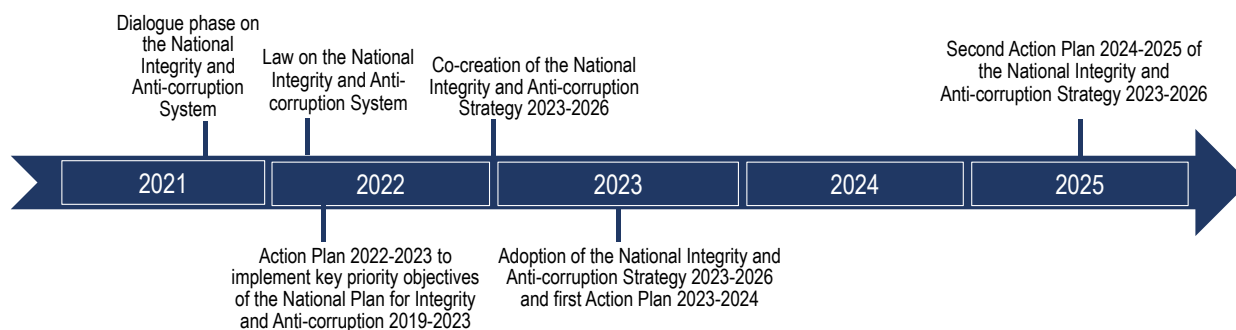 Dialogue phase on
the National
Integrity and
Anti-corruption
System
Law on the National
Integrity and Anti-
corruption System
Co-creation of the National
Integrity and Anti-corruption
Strategy 2023-2026
Second Action Plan 2024-2025 of
the National Integrity and
Anti-corruption Strategy 2023-2026
2021
2022
2023
2024
2025
Action Plan 2022-2023 to
implement key priority objectives
of the National Plan for Integrity
and Anti-corruption 2019-2023
Adoption of the National Integrity and
Anti-corruption Strategy 2023-2026
and first Action Plan 2023-2024